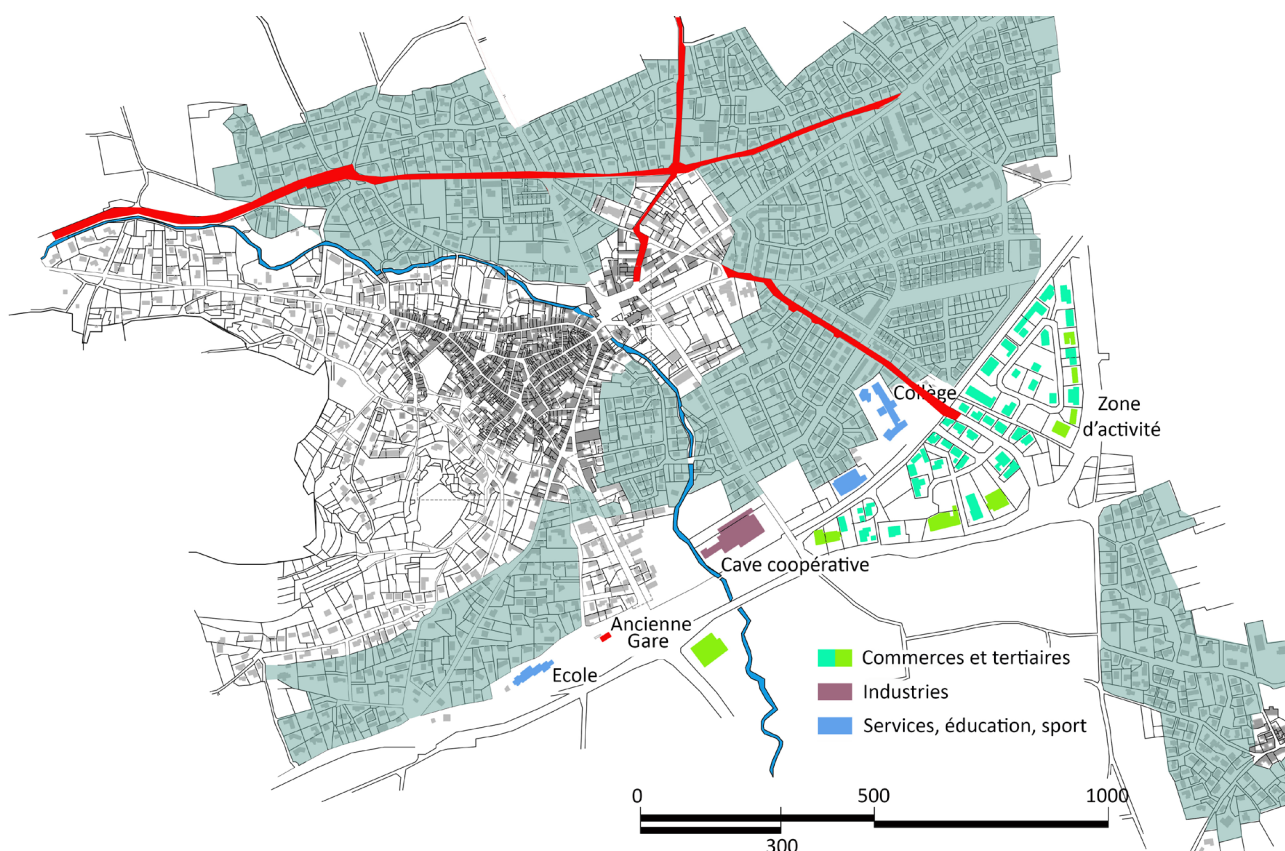 Collège
Zone
d'activité
Cave coopérative
Ancienne
Gare
Ecole
Commerces et tertiaires
Industries
Services, éducation, sport
0 500 1000
300